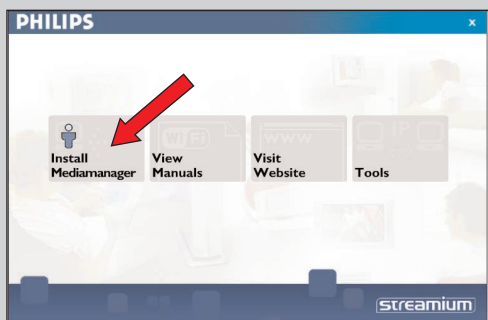 PHILIPS
x
WiFi
WWW
IP
Install
Mediamanager
View
Manuals
Visit
Website
Tools
streamium